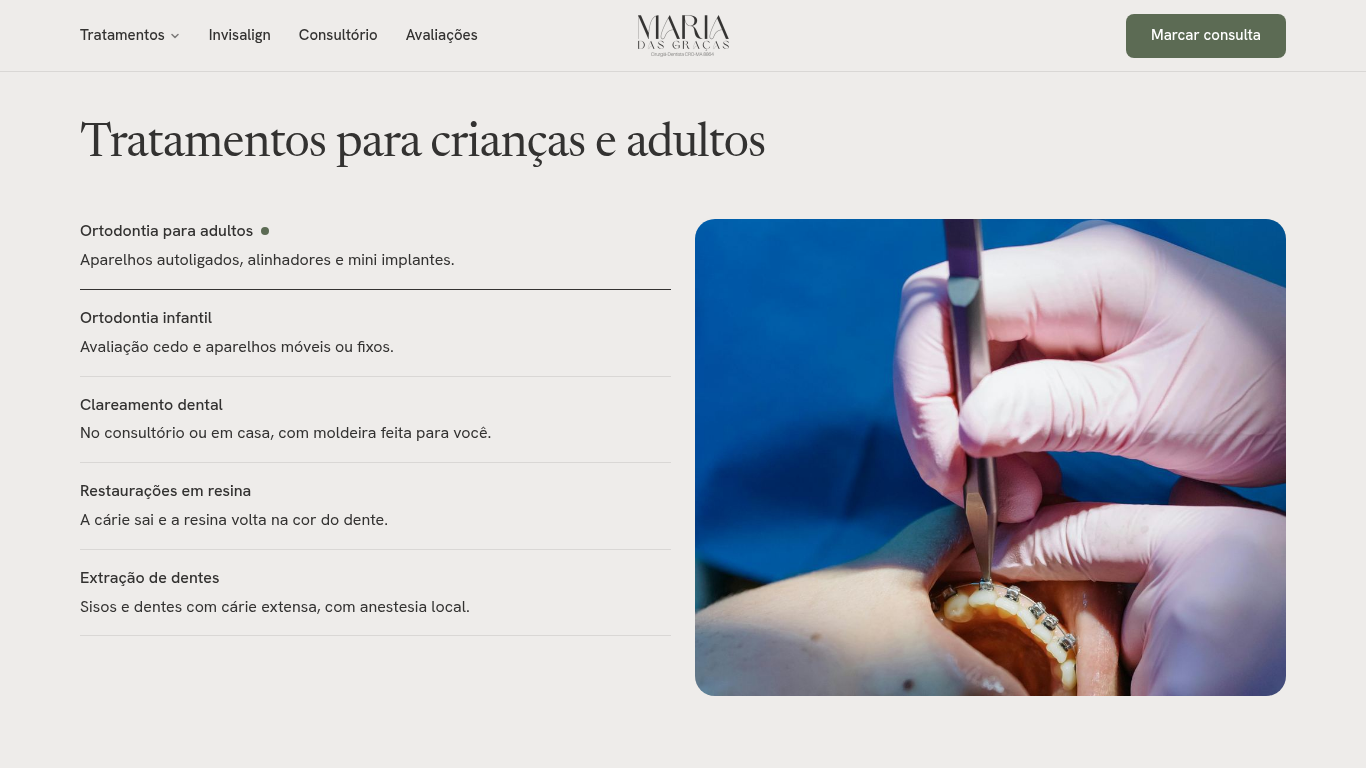 Tratamentos
Invisalign
Consultório
Avaliações
MARIA
DAS GRAÇAS
Marcar consulta
Tratamentos para crianças e adultos
Ortodontia para adultos
Aparelhos autoligados, alinhadores e mini implantes.
Ortodontia infantil
Avaliação cedo e aparelhos móveis ou fixos.
Clareamento dental
No consultório ou em casa, com moldeira feita para você.
Restaurações em resina
A cárie sai e a resina volta na cor do dente.
Extração de dentes
Sisos e dentes com cárie extensa, com anestesia local.